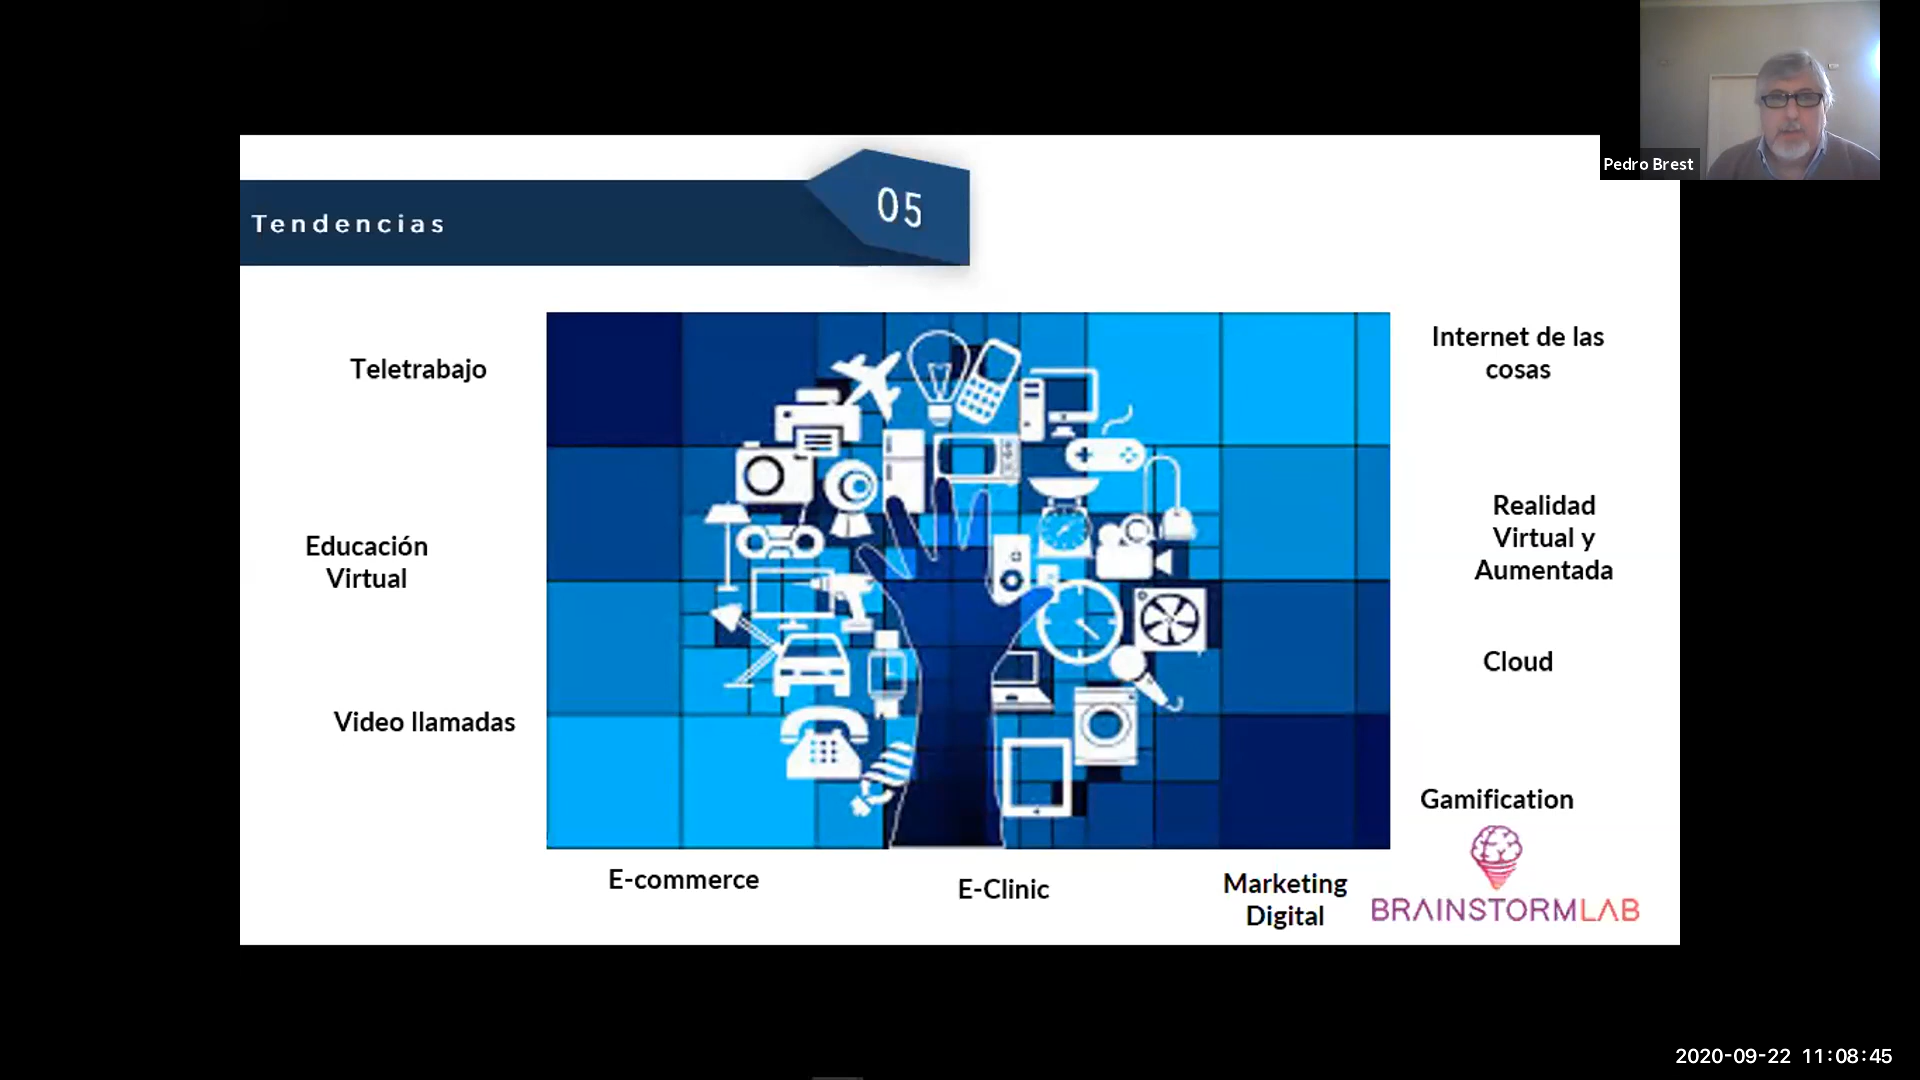 Pedro Brest
Tendencias
05
Teletrabajo
Internet de las
cosas
Educación
Virtual
Realidad
Virtual y
Aumentada
Cloud
Video llamadas
Gamification
E-commerce
E-Clinic
Marketing
Digital
BRAINSTORMLAB
2020-09-22 11:08:45